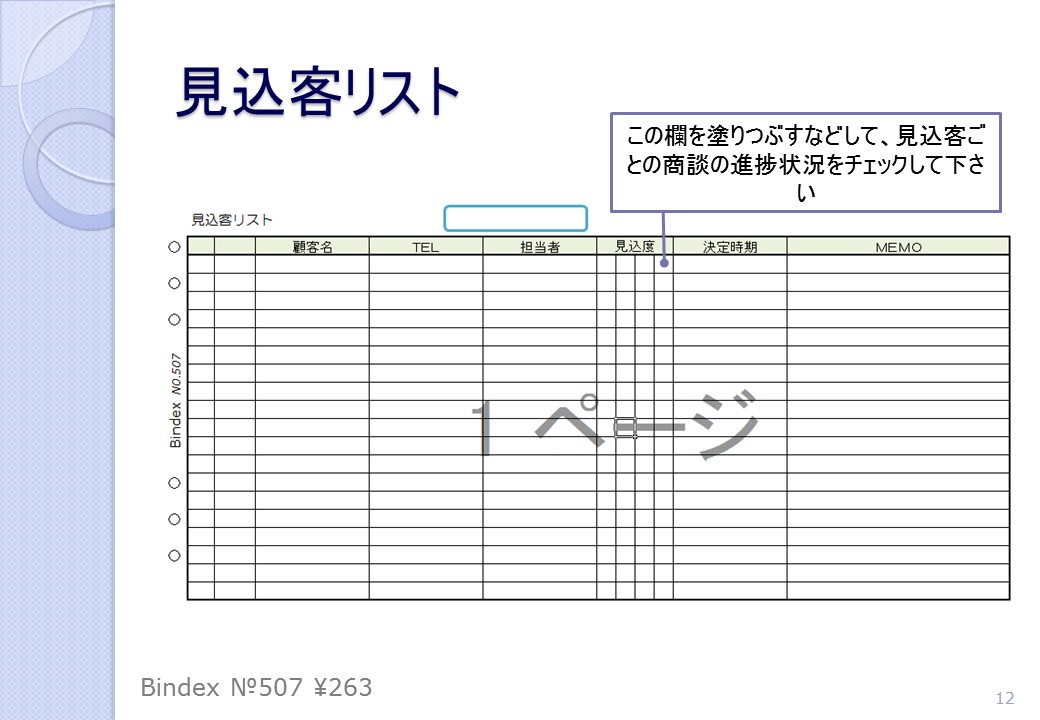 見込客リスト
この欄を塗りつぶすなどして、見込客ご
との商談の進捗状況をチェックして下さ
い
見込客リスト
顧客名 TEL 担当者 見込度 決定時期 MEMO
Bindex NO.507
1 ページ
Bindex №507 ¥263
12